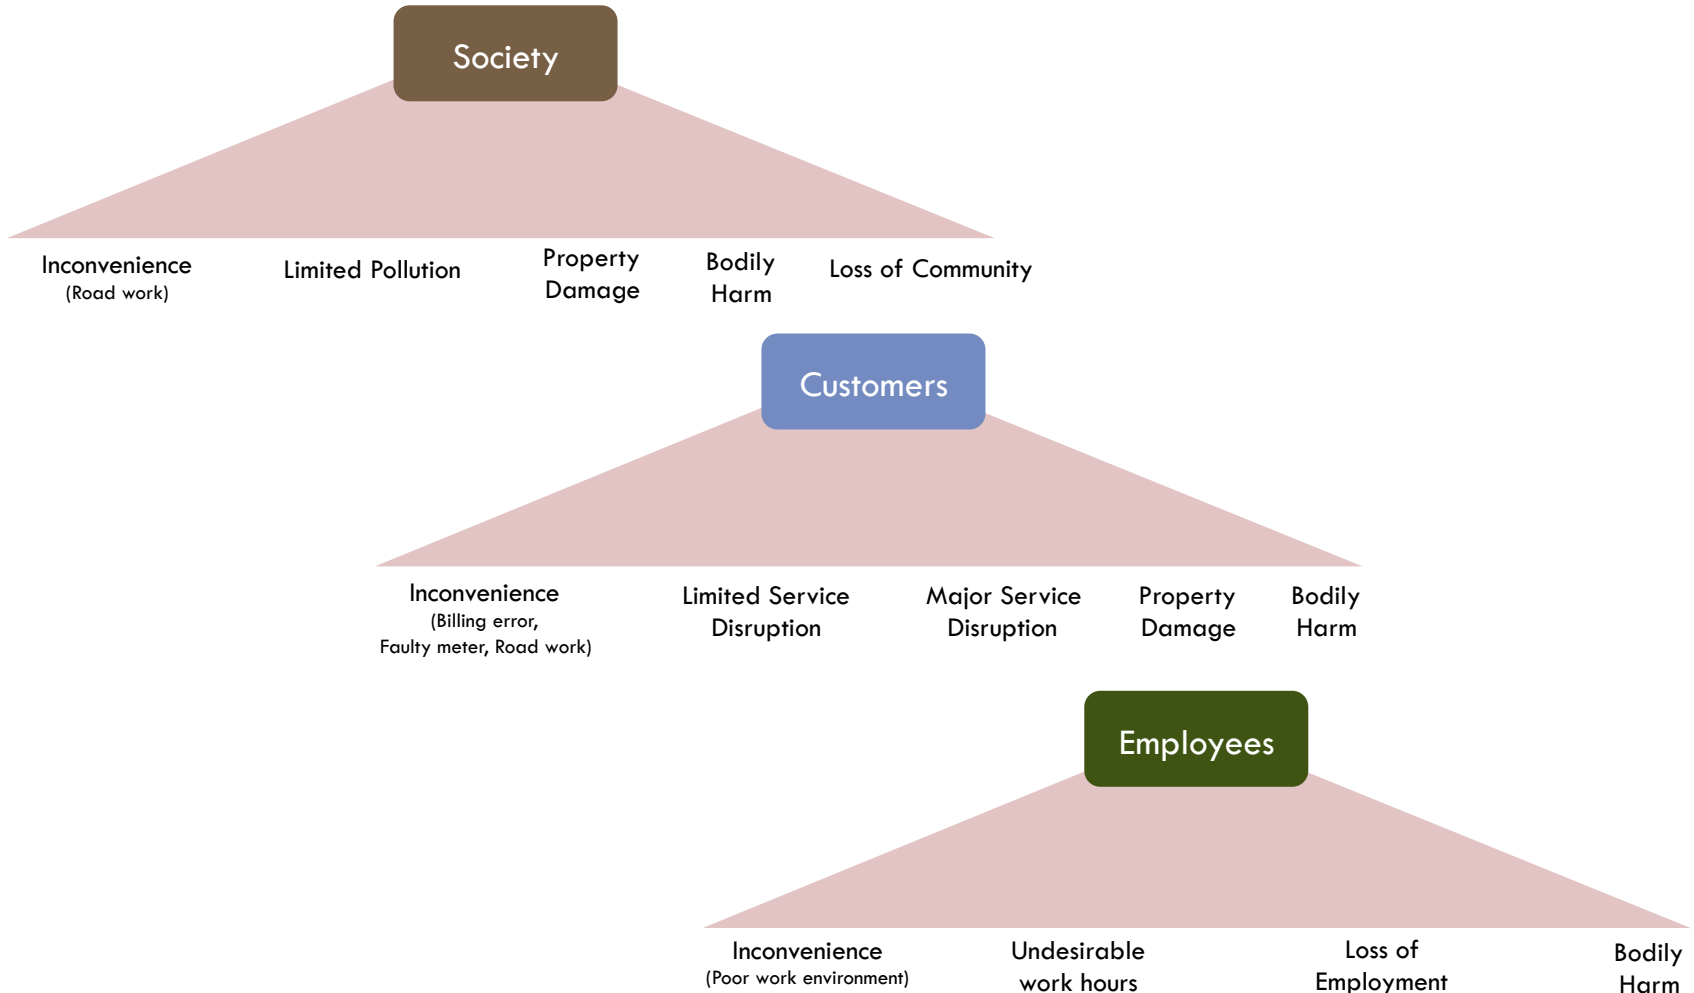 Society
Inconvenience
(Road work)
Limited Pollution
Property
Damage
Bodily
Harm
Loss of Community
Customers
Inconvenience
(Billing error,
Faulty meter, Road work)
Limited Service
Disruption
Major Service
Disruption
Property
Damage
Bodily
Harm
Employees
Inconvenience
(Poor work environment)
Undesirable
work hours
Loss of
Employment
Bodily
Harm